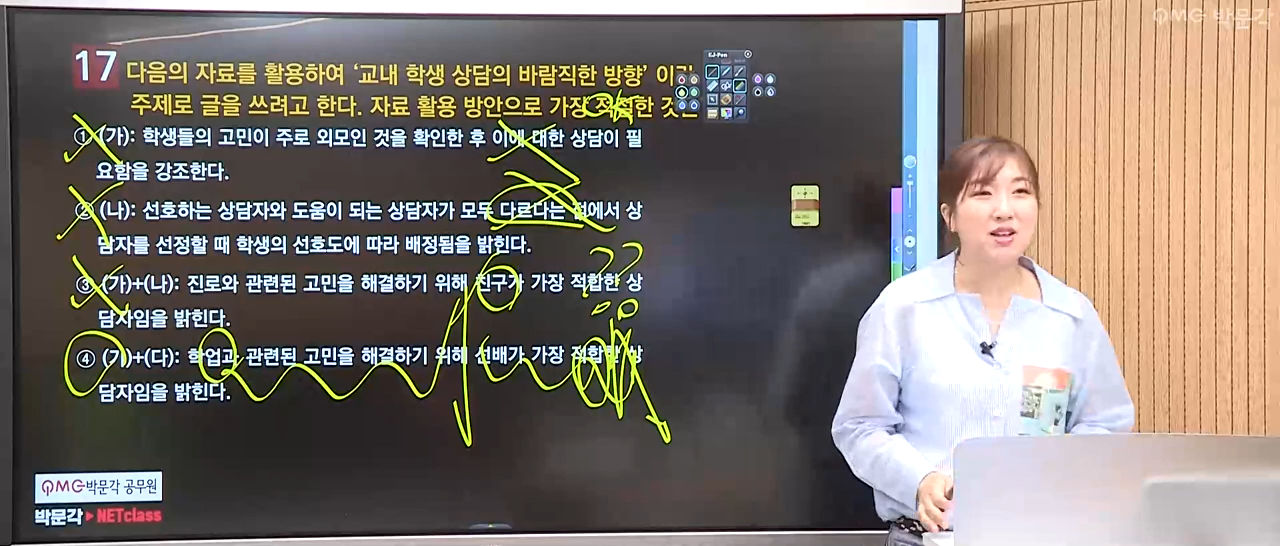 17 다음의 자료를 활용하여 ‘교내 학생 상담의 바람직한 방향’
주제로 글을 쓰려고 한다. 자료 활용 방안으로 가장 적절한 것은
① (가): 학생들의 고민이 주로 외모인 것을 확인한 후 이에 대한 상담이 필
요함을 강조한다.
② (나): 선호하는 상담자와 도움이 되는 상담자가 모두 다르다는 점에서 상
담자를 선정할 때 학생의 선호도에 따라 배정됨을 밝힌다.
③ (가)+(나): 진로와 관련된 고민을 해결하기 위해 친구가 가장 적합한 상
담자임을 밝힌다.
④ (가)+(다): 학업과 관련된 고민을 해결하기 위해 선배가 가장 적합한 상
담자임을 밝힌다.
??
EJ-Pen
PMG 박문각
PMG 박문각 공무원
박문각 ▶ NETclass